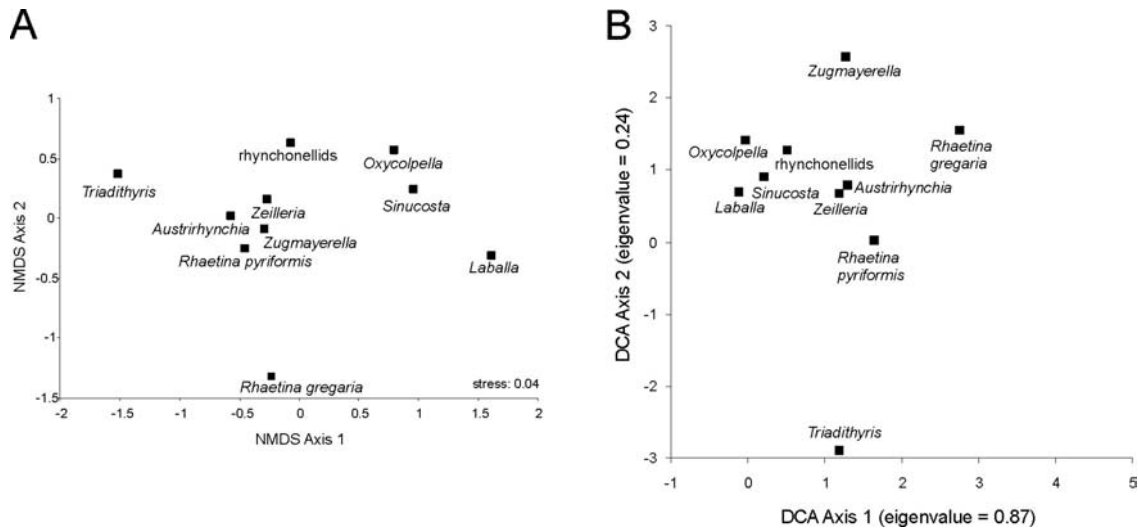 A
1
0.5
0
-0.5
-1
-1.5
-2
-1.5
-1
-0.5
0
0.5
1
1.5
2
NMDS Axis 2
NMDS Axis 1
rhynchonellids
Oxycolpella
Triadithyris
Sinucosta
Zeilleria
Austrirhynchia
Zugmayerella
Rhaetina pyriformis
Laballa
Rhaetina gregaria
stress: 0.04
B
3
2
1
0
-1
-2
-3
-1
0
1
2
3
4
5
DCA Axis 2 (eigenvalue = 0.24)
DCA Axis 1 (eigenvalue = 0.87)
Zugmayerella
Oxycolpella
rhynchonellids
Rhaetina
gregaria
Sinucosta
Austrirhynchia
Laballa
Zeilleria
Rhaetina
pyriformis
Triadithyris